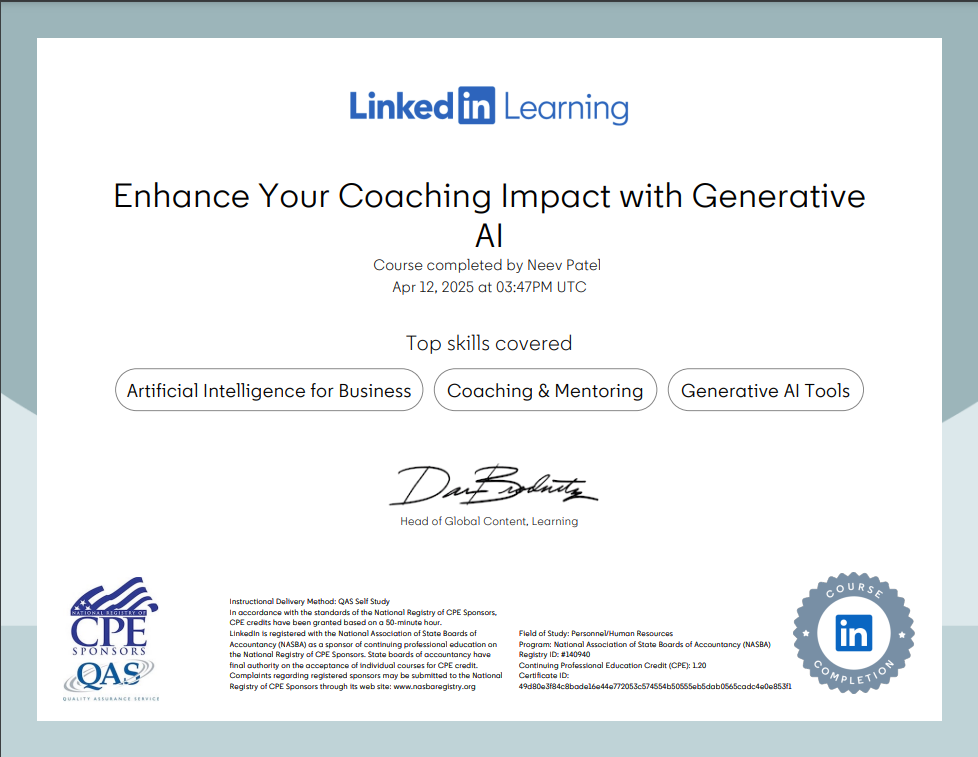 Linkedin Learning
Enhance Your Coaching Impact with Generative
AI
Course completed by Neev Patel
Apr 12, 2025 at 03:47PM UTC
Top skills covered
Artificial Intelligence for Business
Coaching & Mentoring
Generative AI Tools
Dan Brodnitz
Head of Global Content, Learning
NATIONAL REGISTRY OF
CPE
SPONSORS
QAS
QUALITY ASSURANCE SERVICE
Instructional Delivery Method: QAS Self Study
In accordance with the standards of the National Registry of CPE Sponsors,
CPE credits have been granted based on a 50-minute hour.
LinkedIn is registered with the National Association of State Boards of
Accountancy (NASBA) as a sponsor of continuing professional education on
the National Registry of CPE Sponsors. State boards of accountancy have
final authority on the acceptance of individual courses for CPE credit.
Complaints regarding registered sponsors may be submitted to the National
Registry of CPE Sponsors through its web site: www.nasbaregistry.org
Field of Study: Personnel/Human Resources
Program: National Association of State Boards of Accountancy (NASBA)
Registry ID: #140940
Continuing Professional Education Credit (CPE): 1.20
Certificate ID:
49d80e3f84c8bade16e44e772053c574554b50555eb5dab0565cadc4e0e853f1
COURSE
in
COMPLETION